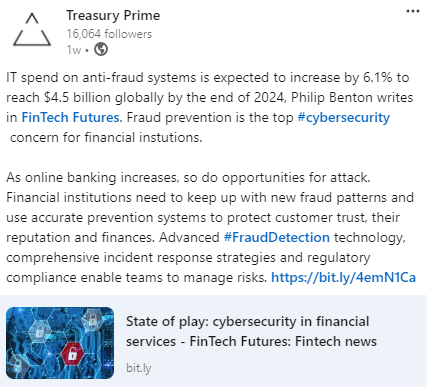 Treasury Prime
16,064 followers
1w •
IT spend on anti-fraud systems is expected to increase by 6.1% to
reach $4.5 billion globally by the end of 2024, Philip Benton writes
in FinTech Futures. Fraud prevention is the top #cybersecurity
concern for financial instutions.
As online banking increases, so do opportunities for attack.
Financial institutions need to keep up with new fraud patterns and
use accurate prevention systems to protect customer trust, their
reputation and finances. Advanced #FraudDetection technology,
comprehensive incident response strategies and regulatory
compliance enable teams to manage risks. https://bit.ly/4emN1Ca
State of play: cybersecurity in financial
services - FinTech Futures: Fintech news
bit.ly